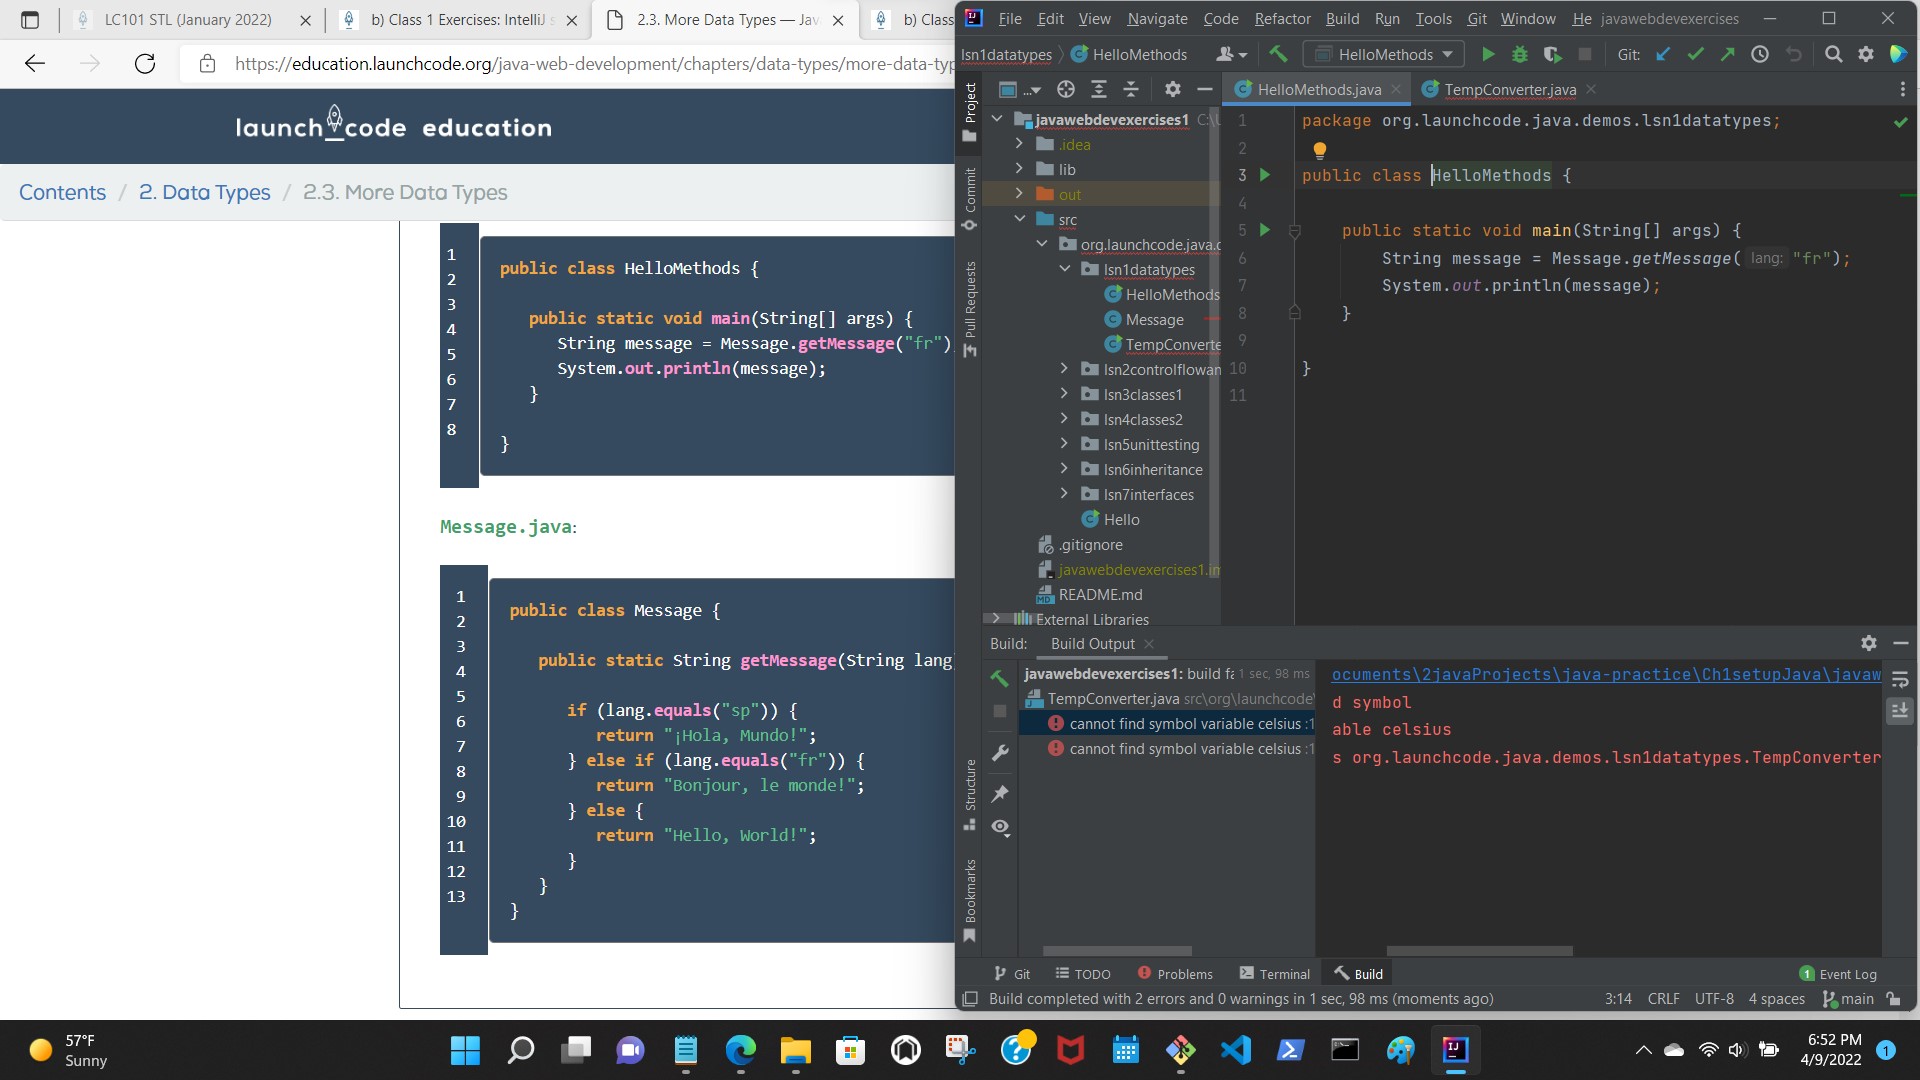 LC101 STL (January 2022)
b) Class 1 Exercises: IntelliJ s
2.3. More Data Types — Jav
b) Class
https://education.launchcode.org/java-web-development/chapters/data-types/more-data-typ
launch code education
Contents / 2. Data Types / 2.3. More Data Types
1
2
3
4
5
6
7
8
public class HelloMethods {
public static void main(String[] args) {
String message = Message.getMessage("fr")
System.out.println(message);
}
}
Message.java:
1
2
3
4
5
6
7
8
9
10
11
12
13
public class Message {
public static String getMessage(String lang
if (lang.equals("sp")) {
return "¡Hola, Mundo!";
} else if (lang.equals("fr")) {
return "Bonjour, le monde!";
} else {
return "Hello, World!";
}
}
}
File Edit View Navigate Code Refactor Build Run Tools Git Window He javawebdevexercises
lsn1datatypes HelloMethods
HelloMethods
Git:
Project
Commit
Pull Requests
Structure
Bookmarks
...
HelloMethods.java
TempConverter.java
javawebdevexercises1 C:\
.idea
lib
out
src
org.launchcode.java.d
lsn1datatypes
HelloMethods
Message
TempConverte
lsn2controlflowan
lsn3classes1
lsn4classes2
lsn5unittesting
lsn6inheritance
lsn7interfaces
Hello
.gitignore
javawebdevexercises1.im
README.md
External Libraries
1 package org.launchcode.java.demos.lsn1datatypes;
2
3 public class HelloMethods {
4
5 public static void main(String[] args) {
6 String message = Message.getMessage( lang: "fr");
7 System.out.println(message);
8 }
9
10 }
11
Build: Build Output
javawebdevexercises1: build fa 1 sec, 98 ms
TempConverter.java src\org\launchcode\
cannot find symbol variable celsius :1
cannot find symbol variable celsius :1
ocuments\2javaProjects\java-practice\Ch1setupJava\javaw
d symbol
able celsius
s org.launchcode.java.demos.lsn1datatypes.TempConverter
Git TODO Problems Terminal Build
1 Event Log
Build completed with 2 errors and 0 warnings in 1 sec, 98 ms (moments ago)
3:14 CRLF UTF-8 4 spaces main
57°F
Sunny
6:52 PM
4/9/2022
1